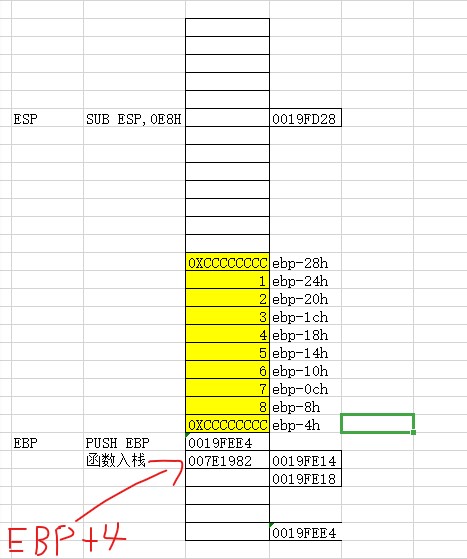 ESP SUB ESP,0E8H 0019FD28
0XCCCCCCCC ebp-28h
1 ebp-24h
2 ebp-20h
3 ebp-1ch
4 ebp-18h
5 ebp-14h
6 ebp-10h
7 ebp-0ch
8 ebp-8h
0XCCCCCCCC ebp-4h
EBP PUSH EBP 0019FEE4
函数入栈 007E1982 0019FE14
0019FE18
EBP+4
0019FEE4